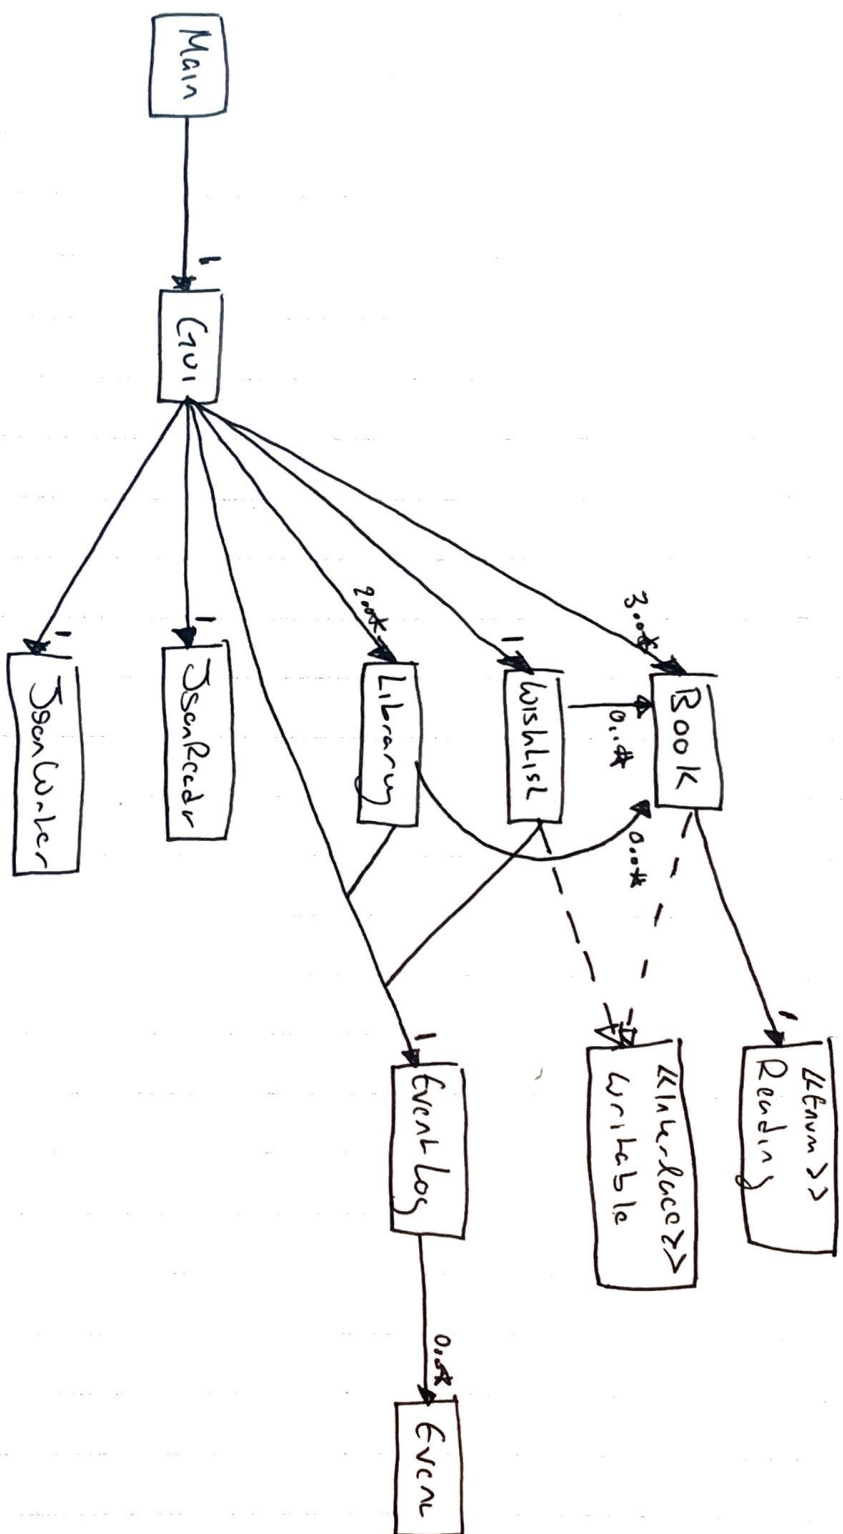 Main
1
Gui
1
JsonWriter
1
JsonReadr
2..*
Library
1
WishList
3..*
Book
0..*
0..*
1
<<Enum>>
Reading
<<Interface>>
Writable
1
EventLog
0..*
Event